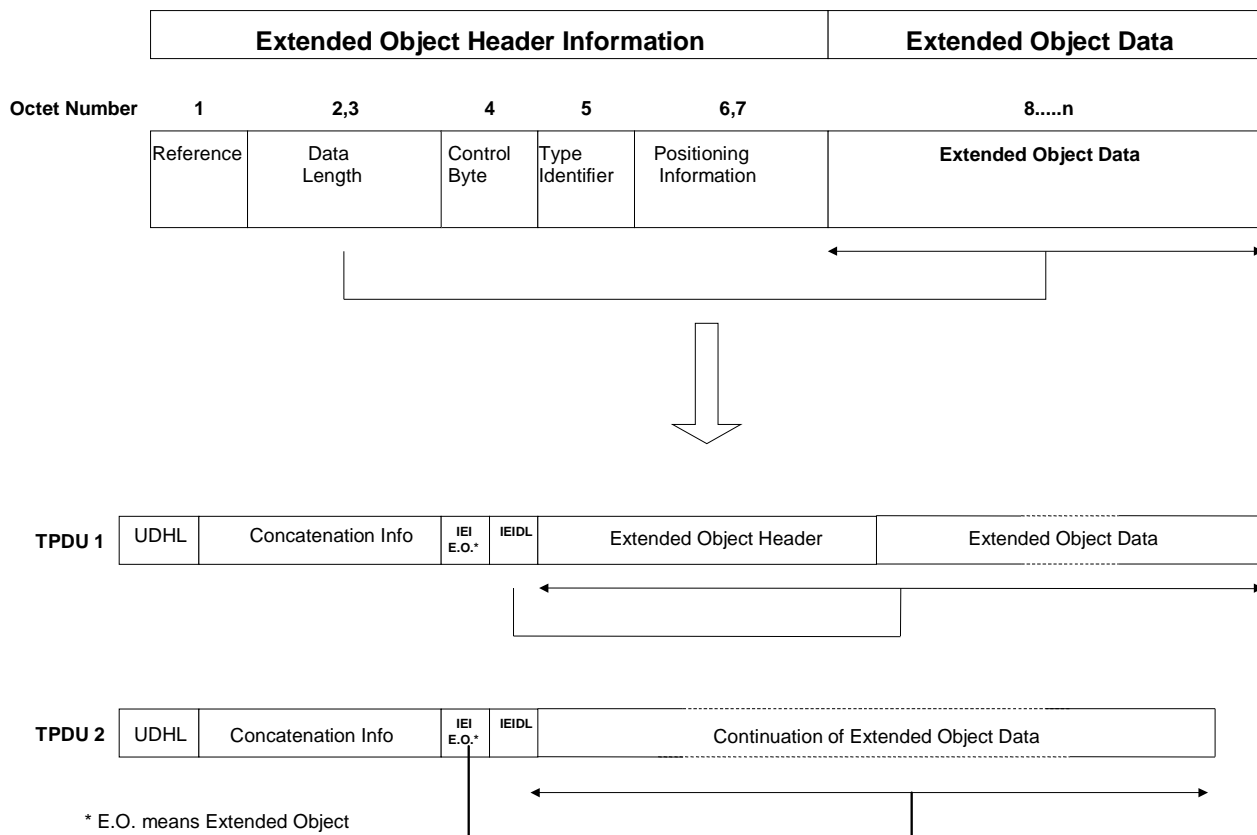 Extended Object Header Information Extended Object Data
Octet Number 1 2,3 4 5 6,7 8.....n
Reference Data Length Control Byte Type Identifier Positioning Information Extended Object Data
TPDU 1 UDHL Concatenation Info IEI E.O.* IEIDL Extended Object Header Extended Object Data
TPDU 2 UDHL Concatenation Info IEI E.O.* IEIDL Continuation of Extended Object Data
* E.O. means Extended Object